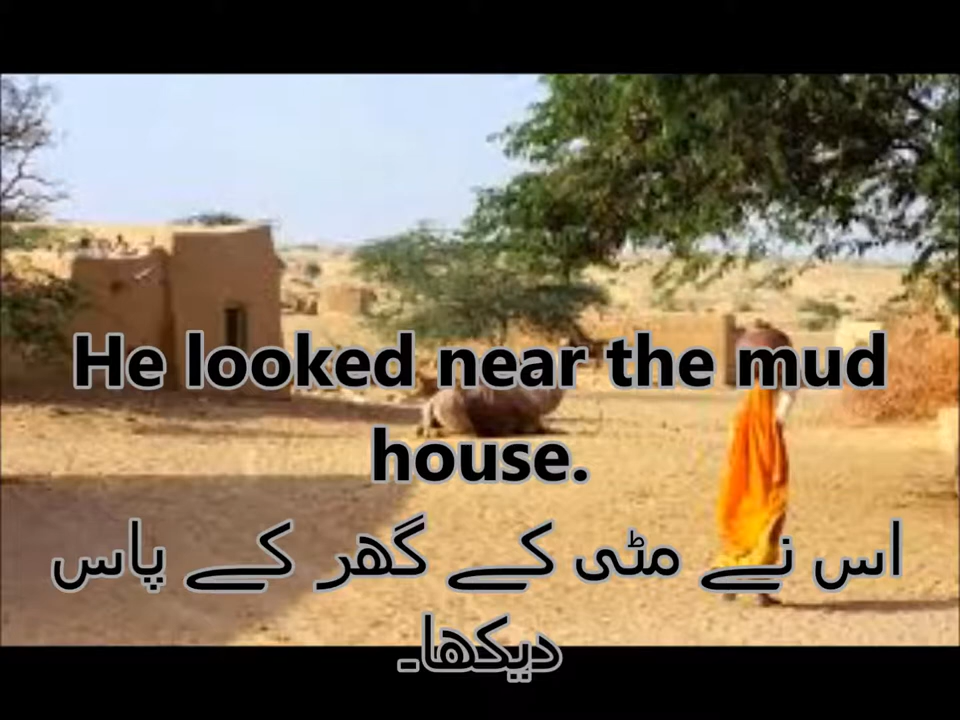 He looked near the mud
house.
اس نے مٹی کے گھر کے پاس
دیکھا۔